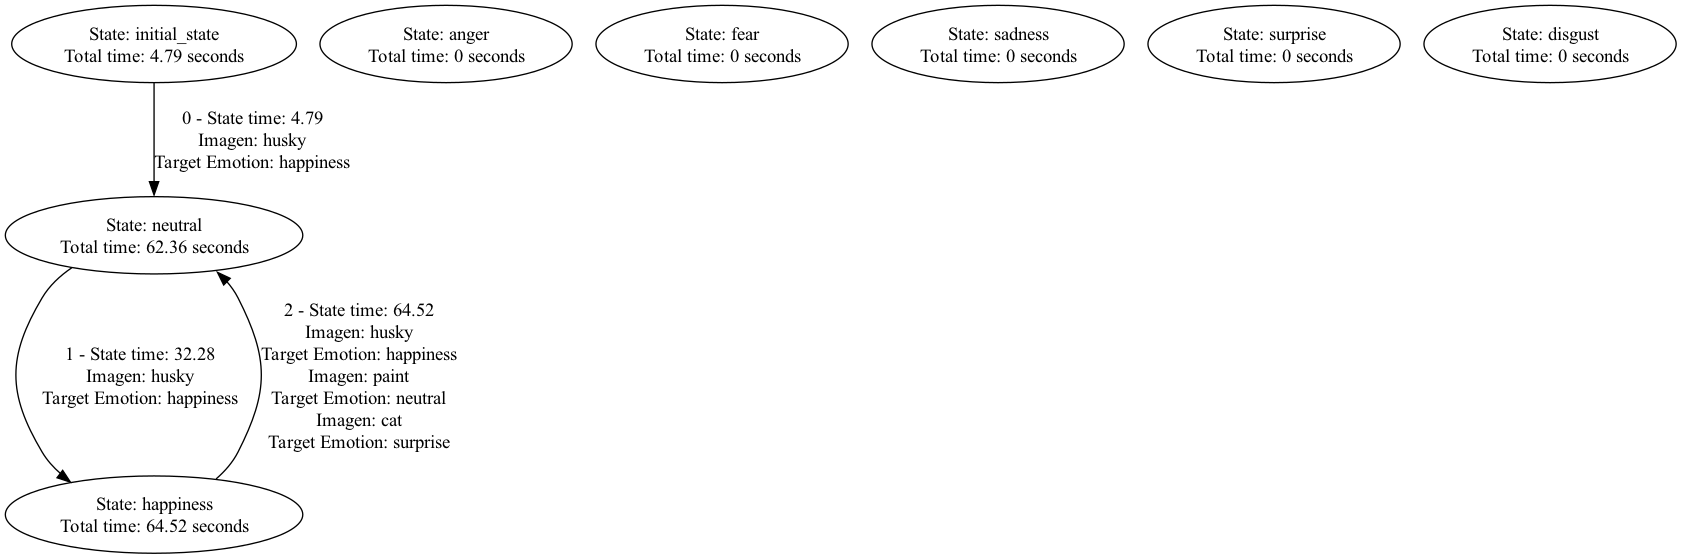 State: initial_state
Total time: 4.79 seconds
State: anger
Total time: 0 seconds
State: fear
Total time: 0 seconds
State: sadness
Total time: 0 seconds
State: surprise
Total time: 0 seconds
State: disgust
Total time: 0 seconds
0 - State time: 4.79
Imagen: husky
Target Emotion: happiness
State: neutral
Total time: 62.36 seconds
1 - State time: 32.28
Imagen: husky
Target Emotion: happiness
2 - State time: 64.52
Imagen: husky
Target Emotion: happiness
Imagen: paint
Target Emotion: neutral
Imagen: cat
Target Emotion: surprise
State: happiness
Total time: 64.52 seconds